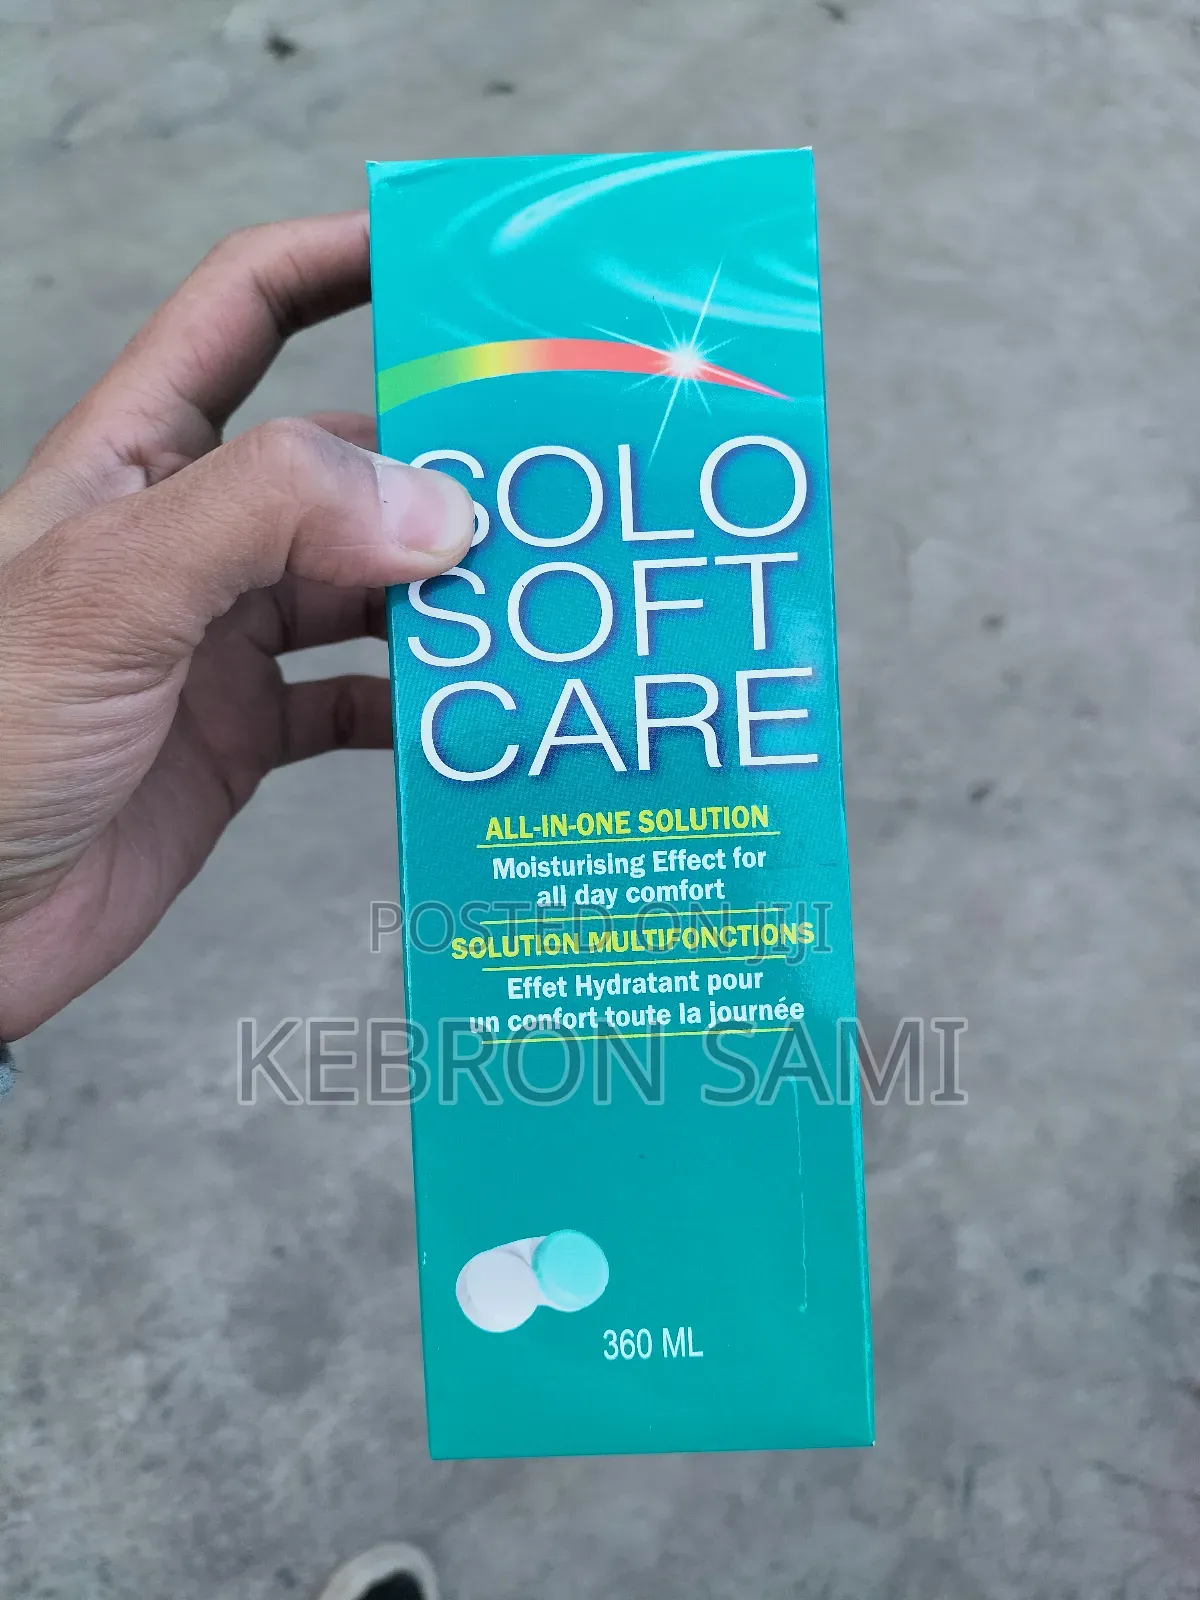 SOLO
SOFT
CARE
ALL-IN-ONE SOLUTION
Moisturising Effect for
all day comfort
POSTED ON JIJI
SOLUTION MULTIFONCTIONS
Effet Hydratant pour
un confort toute la journée
KEBRON SAMI
360 ML